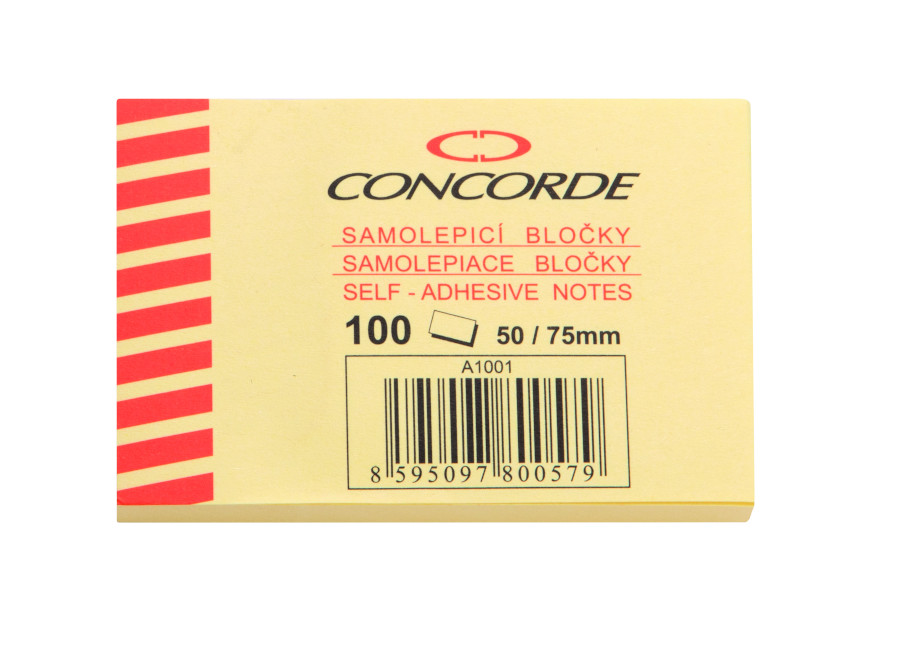 CONCORDE
SAMOLEPICÍ BLOČKY
SAMOLEPIACE BLOČKY
SELF - ADHESIVE NOTES
100 50 / 75mm
A1001
8 595097 800579